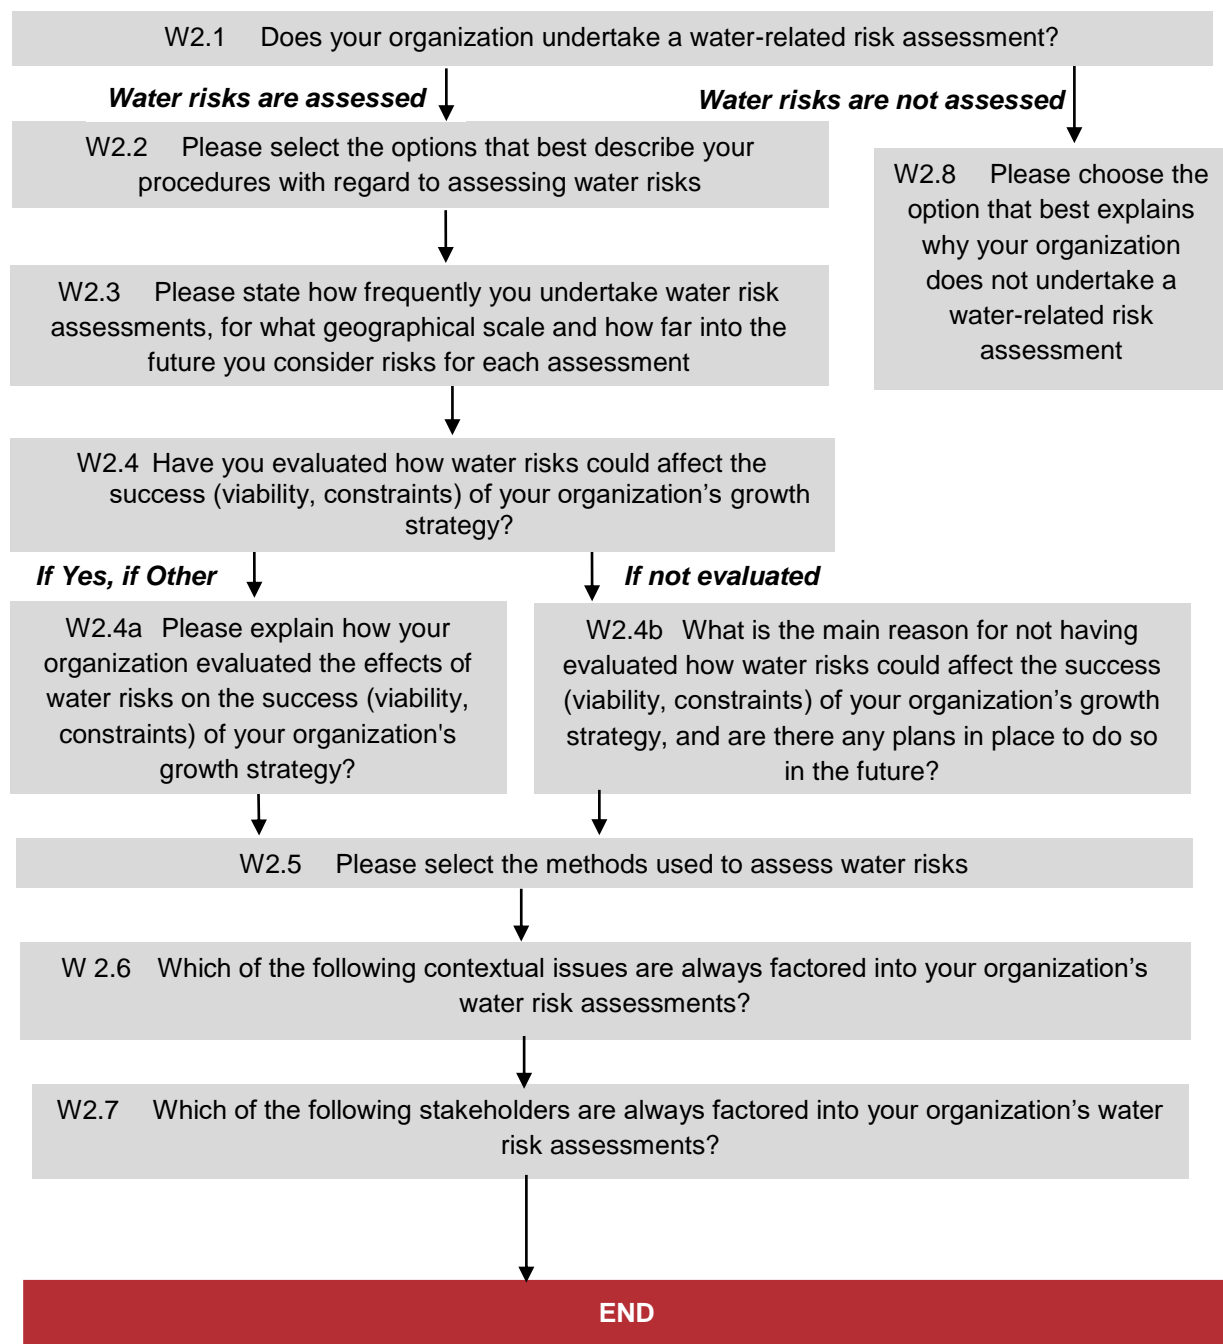 W2.1 Does your organization undertake a water-related risk assessment?
Water risks are assessed
Water risks are not assessed
W2.2 Please select the options that best describe your
procedures with regard to assessing water risks
W2.8 Please choose the
option that best explains
why your organization
does not undertake a
water-related risk
assessment
W2.3 Please state how frequently you undertake water risk
assessments, for what geographical scale and how far into the
future you consider risks for each assessment
W2.4 Have you evaluated how water risks could affect the
success (viability, constraints) of your organization’s growth
strategy?
If Yes, if Other
If not evaluated
W2.4a Please explain how your
organization evaluated the effects of
water risks on the success (viability,
constraints) of your organization's
growth strategy?
W2.4b What is the main reason for not having
evaluated how water risks could affect the success
(viability, constraints) of your organization’s growth
strategy, and are there any plans in place to do so
in the future?
W2.5 Please select the methods used to assess water risks
W 2.6 Which of the following contextual issues are always factored into your organization’s
water risk assessments?
W2.7 Which of the following stakeholders are always factored into your organization’s water
risk assessments?
END